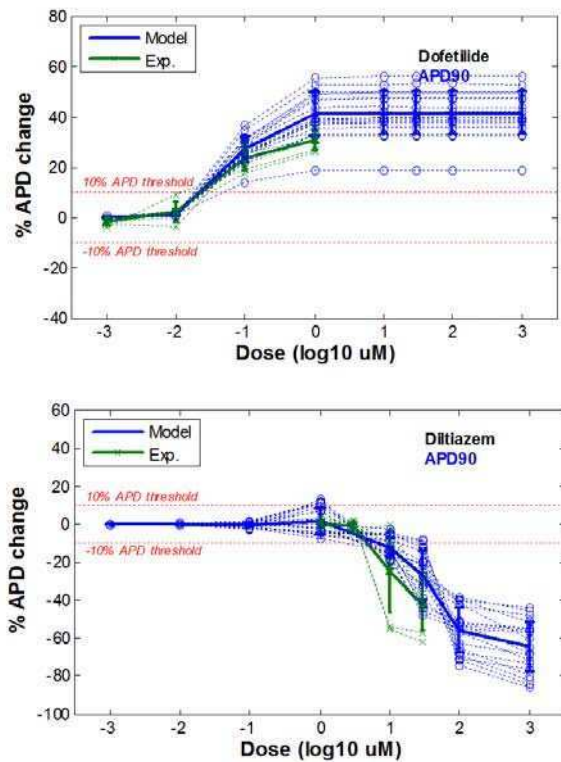 80
60
40
20
0
-20
-40
% APD change
Model
Exp.
Dofetilide
APD90
10% APD threshold
-10% APD threshold
-3 -2 -1 0 1 2 3
Dose (log10 uM)
60
40
20
0
-20
-40
-60
-80
-100
% APD change
Model
Exp.
Diltiazem
APD90
10% APD threshold
-10% APD threshold
-3 -2 -1 0 1 2 3
Dose (log10 uM)